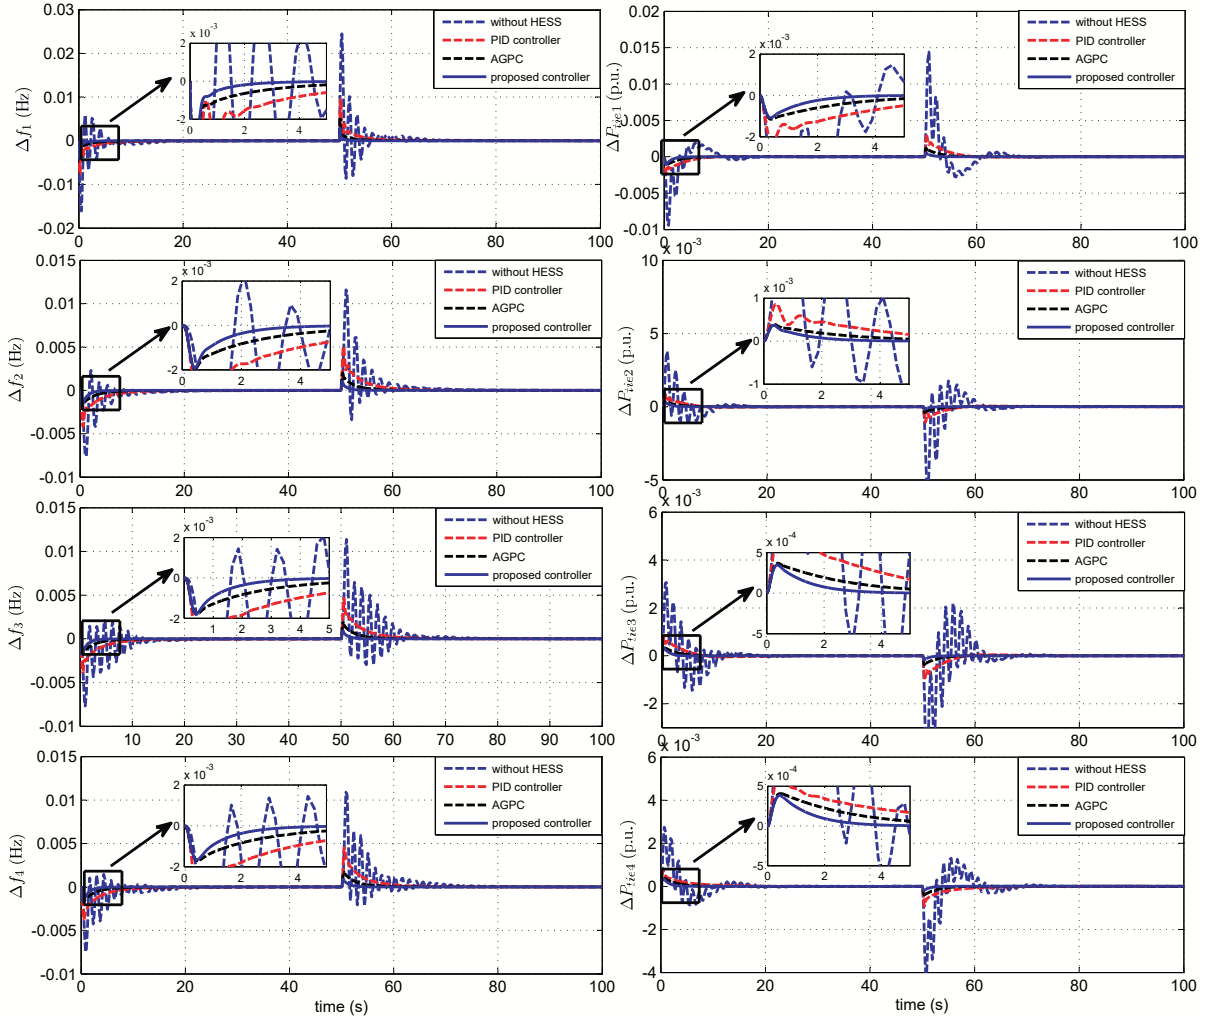 0.03
0.02
0.01
0
-0.01
0.02
Δf1 (Hz)
0 20 40 60 80 100
x 10^-3
2
0
-2
0 2 4
without HESS
PID controller
AGPC
proposed controller
0.02
0.015
0.01
0.005
0
-0.005
-0.01
ΔPtie1 (p.u.)
0 20 40 60 80 100
x 10^-3
2
0
-2
0 2 4
without HESS
PID controller
AGPC
proposed controller
0.015
0.01
0.005
0
-0.005
-0.01
Δf2 (Hz)
0 20 40 60 80 100
x 10^-3
2
0
-2
0 2 4
without HESS
PID controller
AGPC
proposed controller
x 10^-3
10
5
0
-5
ΔPtie2 (p.u.)
0 20 40 60 80 100
x 10^-3
1
0
-1
0 2 4
without HESS
PID controller
AGPC
proposed controller
0.015
0.01
0.005
0
-0.005
-0.01
Δf3 (Hz)
10 20 30 40 50 60 70 80 90 100
x 10^-3
2
0
-2
1 2 3 4 5
without HESS
PID controller
AGPC
proposed controller
x 10^-3
6
4
2
0
-2
ΔPtie3 (p.u.)
0 20 40 60 80 100
x 10^-4
5
0
-5
0 2 4
without HESS
PID controller
AGPC
proposed controller
0.015
0.01
0.005
0
-0.005
-0.01
Δf4 (Hz)
0 20 40 60 80 100
time (s)
x 10^-3
2
0
-2
0 2 4
without HESS
PID controller
AGPC
proposed controller
x 10^-3
6
4
2
0
-2
-4
ΔPtie4 (p.u.)
0 20 40 60 80 100
time (s)
x 10^-4
5
0
-5
0 2 4
without HESS
PID controller
AGPC
proposed controller